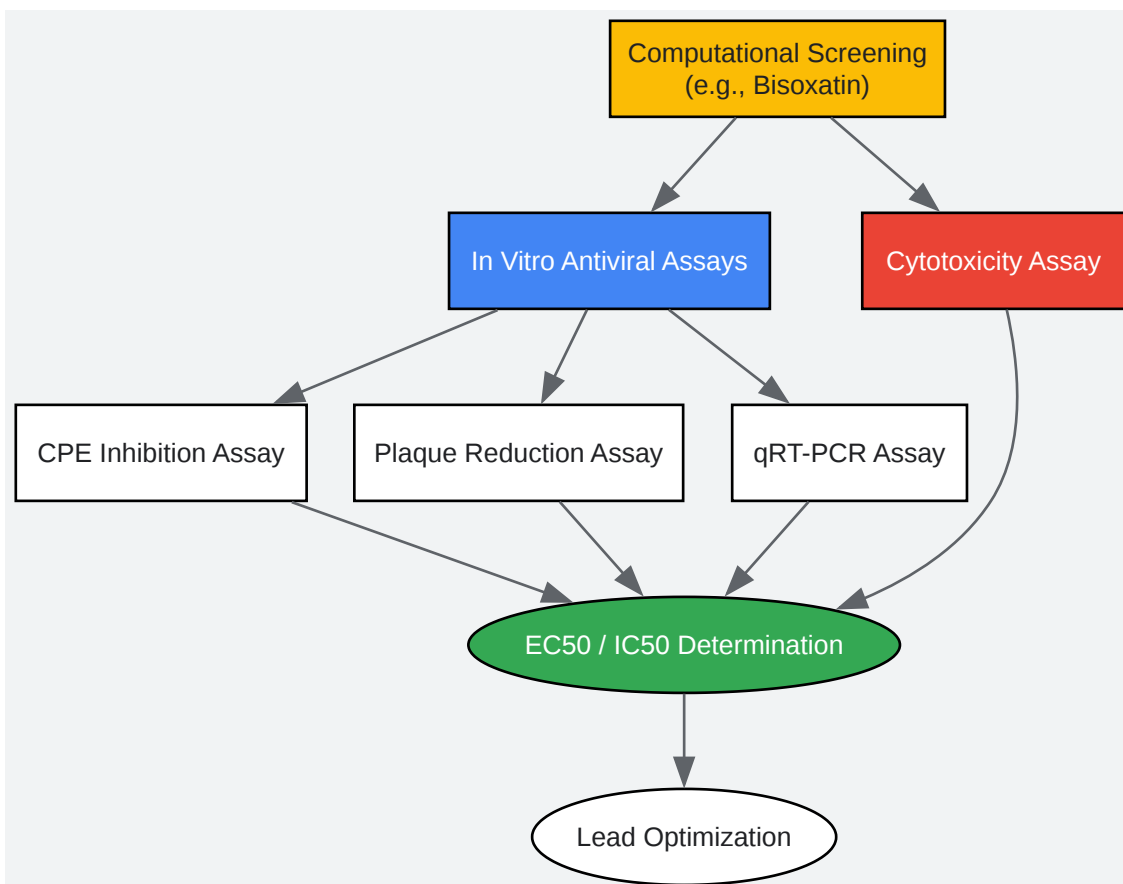 Computational Screening
(e.g., Bisoxatin)
In Vitro Antiviral Assays
Cytotoxicity Assay
CPE Inhibition Assay
Plaque Reduction Assay
qRT-PCR Assay
EC50 / IC50 Determination
Lead Optimization